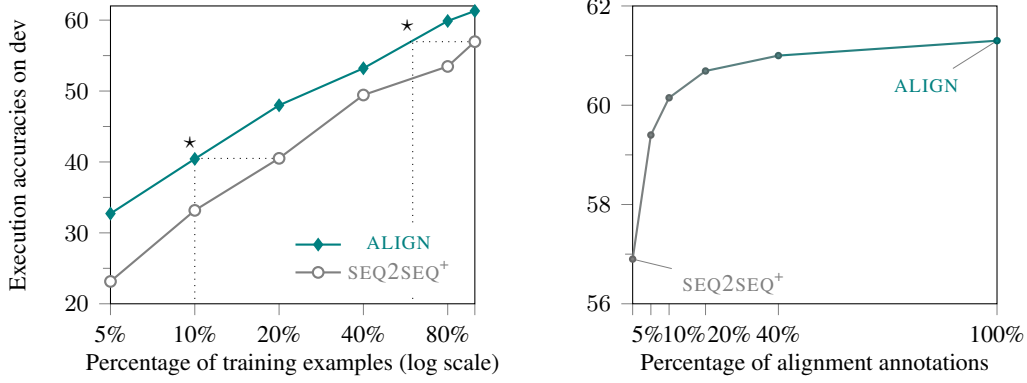 Execution accuracies on dev
60
50
40
30
20
5% 10% 20% 40% 80%
Percentage of training examples (log scale)
⋆
⋆
ALIGN
SEQ2SEQ+
62
60
58
56
5% 10% 20% 40% 100%
Percentage of alignment annotations
ALIGN
SEQ2SEQ+